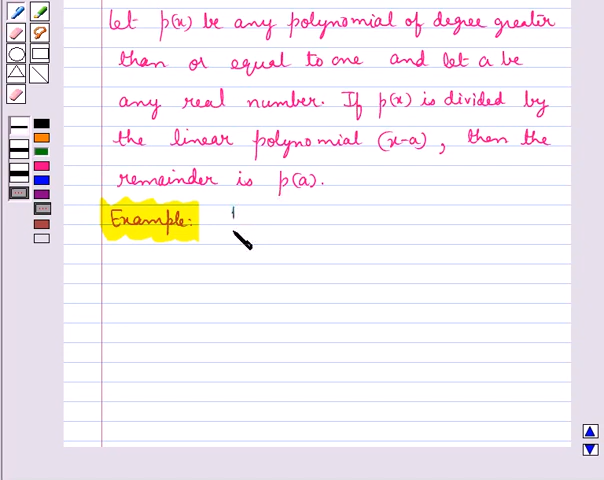 Let p(x) be any polynomial of degree greater
than or equal to one and let a be
any real number. If p(x) is divided by
the linear polynomial (x-a), then the
remainder is p(a).
Example: